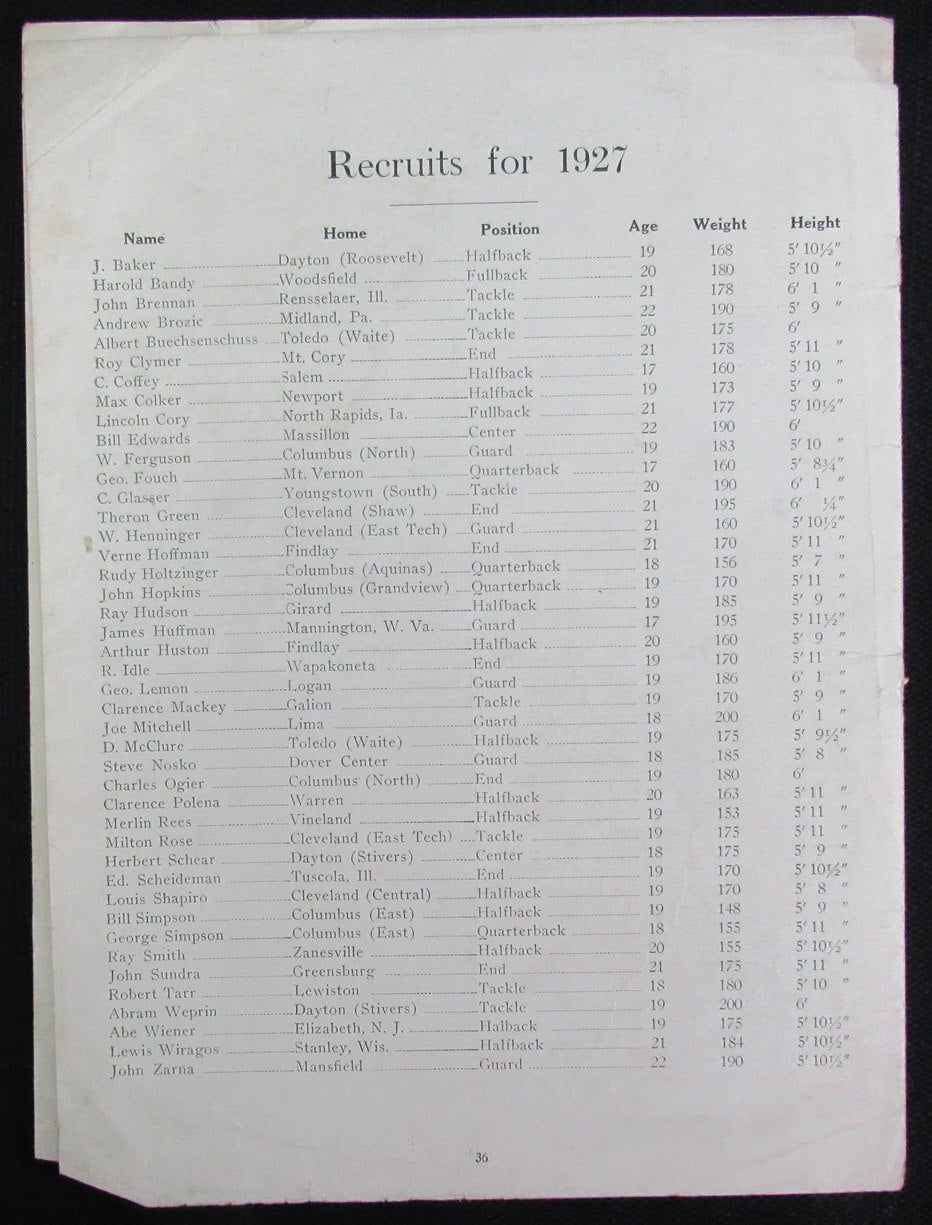 Recruits for 1927
Name Home Position Age Weight Height
J. Baker Dayton (Roosevelt) Halfback 19 168 5' 10½"
Harold Bandy Woodsfield Fullback 20 180 5' 10 "
John Brennan Rensselaer, Ill. Tackle 21 178 6' 1 "
Andrew Brozic Midland, Pa. Tackle 22 190 5' 9 "
Albert Buechsenschuss Toledo (Waite) Tackle 20 175 6'
Roy Clymer Mt. Cory End 21 178 5' 11 "
C. Coffey Salem Halfback 17 160 5' 10 "
Max Colker Newport Halfback 19 173 5' 9 "
Lincoln Cory North Rapids, Ia. Fullback 21 177 5' 10½"
Bill Edwards Massillon Center 22 190 6'
W. Ferguson Columbus (North) Guard 19 183 5' 10 "
Geo. Fouch Mt. Vernon Quarterback 17 160 5' 8¾"
C. Glasser Youngstown (South) Tackle 20 190 6' 1 "
Theron Green Cleveland (Shaw) End 21 195 6' ¼"
W. Henninger Cleveland (East Tech) Guard 21 160 5' 10½"
Verne Hoffman Findlay End 21 170 5' 11 "
Rudy Holtzinger Columbus (Aquinas) Quarterback 18 156 5' 7 "
John Hopkins Columbus (Grandview) Quarterback 19 170 5' 11 "
Ray Hudson Girard Halfback 19 185 5' 9 "
James Huffman Mannington, W. Va. Guard 17 195 5' 11½"
Arthur Huston Findlay Halfback 20 160 5' 9 "
R. Idle Wapakoneta End 19 170 5' 11 "
Geo. Lemon Logan Guard 19 186 6' 1 "
Clarence Mackey Galion Tackle 19 170 5' 9 "
Joe Mitchell Lima Guard 18 200 6' 1 "
D. McClure Toledo (Waite) Halfback 19 175 5' 9½"
Steve Nosko Dover Center Guard 18 185 5' 8 "
Charles Ogier Columbus (North) End 19 180 6'
Clarence Polena Warren Halfback 20 163 5' 11 "
Merlin Rees Vineland Halfback 19 153 5' 11 "
Milton Rose Cleveland (East Tech) Tackle 19 175 5' 11 "
Herbert Schear Dayton (Stivers) Center 18 175 5' 9 "
Ed. Scheideman Tuscola, Ill. End 19 170 5' 10½"
Louis Shapiro Cleveland (Central) Halfback 19 170 5' 8 "
Bill Simpson Columbus (East) Halfback 19 148 5' 9 "
George Simpson Columbus (East) Quarterback 18 155 5' 11 "
Ray Smith Zanesville Halfback 20 155 5' 10½"
John Sundra Greensburg End 21 175 5' 11 "
Robert Tarr Lewiston Tackle 18 180 5' 10 "
Abram Weprin Dayton (Stivers) Tackle 19 200 6'
Abe Wiener Elizabeth, N. J. Halback 19 175 5' 10½"
Lewis Wiragos Stanley, Wis. Halfback 21 184 5' 10½"
John Zarna Mansfield Guard 22 190 5' 10½"
36